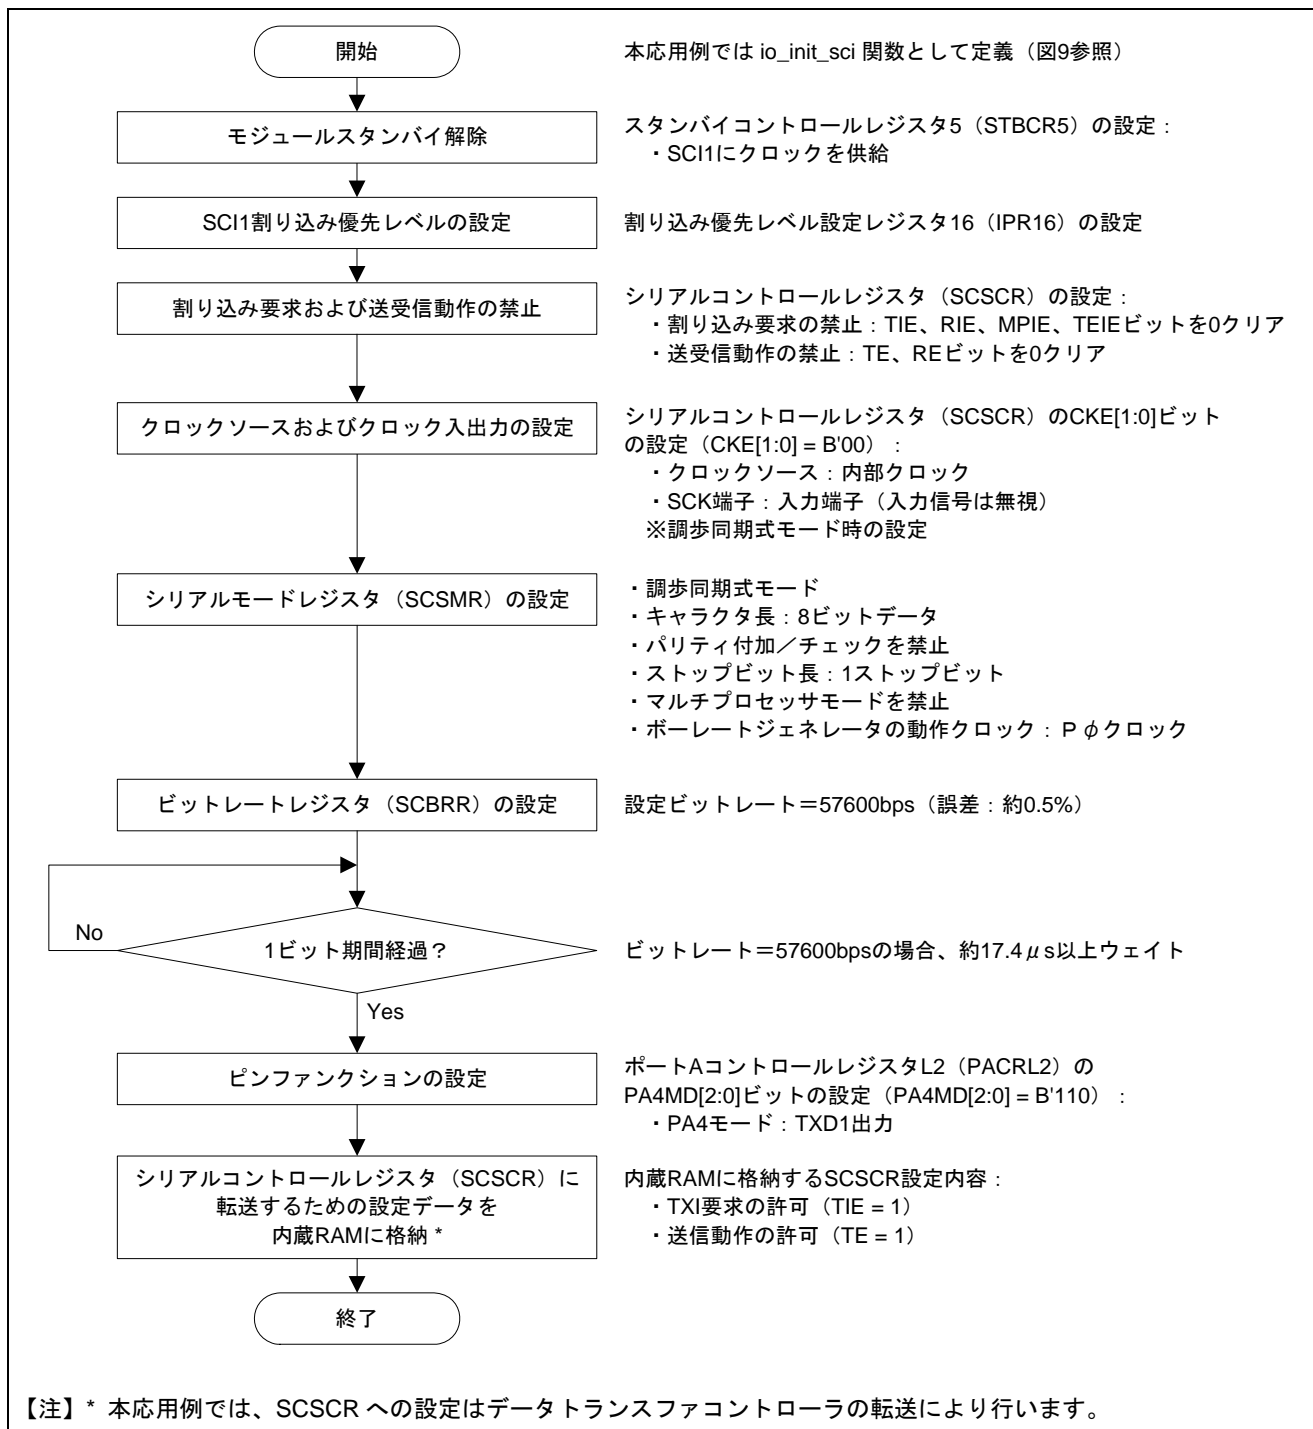 開始
本応用例では io_init_sci 関数として定義（図9参照）
モジュールスタンバイ解除
スタンバイコントロールレジスタ5（STBCR5）の設定：
・SCI1にクロックを供給
SCI1割り込み優先レベルの設定
割り込み優先レベル設定レジスタ16（IPR16）の設定
割り込み要求および送受信動作の禁止
シリアルコントロールレジスタ（SCSCR）の設定：
・割り込み要求の禁止：TIE、RIE、MPIE、TEIEビットを0クリア
・送受信動作の禁止：TE、REビットを0クリア
クロックソースおよびクロック入出力の設定
シリアルコントロールレジスタ（SCSCR）のCKE[1:0]ビット
の設定（CKE[1:0] = B'00）：
・クロックソース：内部クロック
・SCK端子：入力端子（入力信号は無視）
※調歩同期式モード時の設定
シリアルモードレジスタ（SCSMR）の設定
・調歩同期式モード
・キャラクタ長：8ビットデータ
・パリティ付加／チェックを禁止
・ストップビット長：1ストップビット
・マルチプロセッサモードを禁止
・ボーレートジェネレータの動作クロック：Ｐφクロック
ビットレートレジスタ（SCBRR）の設定
設定ビットレート＝57600bps（誤差：約0.5%）
No
1ビット期間経過？
ビットレート＝57600bpsの場合、約17.4μs以上ウェイト
Yes
ピンファンクションの設定
ポートAコントロールレジスタL2（PACRL2）の
PA4MD[2:0]ビットの設定（PA4MD[2:0] = B'110）：
・PA4モード：TXD1出力
シリアルコントロールレジスタ（SCSCR）に
転送するための設定データを
内蔵RAMに格納 *
内蔵RAMに格納するSCSCR設定内容：
・TXI要求の許可（TIE = 1）
・送信動作の許可（TE = 1）
終了
【注】* 本応用例では、SCSCR への設定はデータトランスファコントローラの転送により行います。